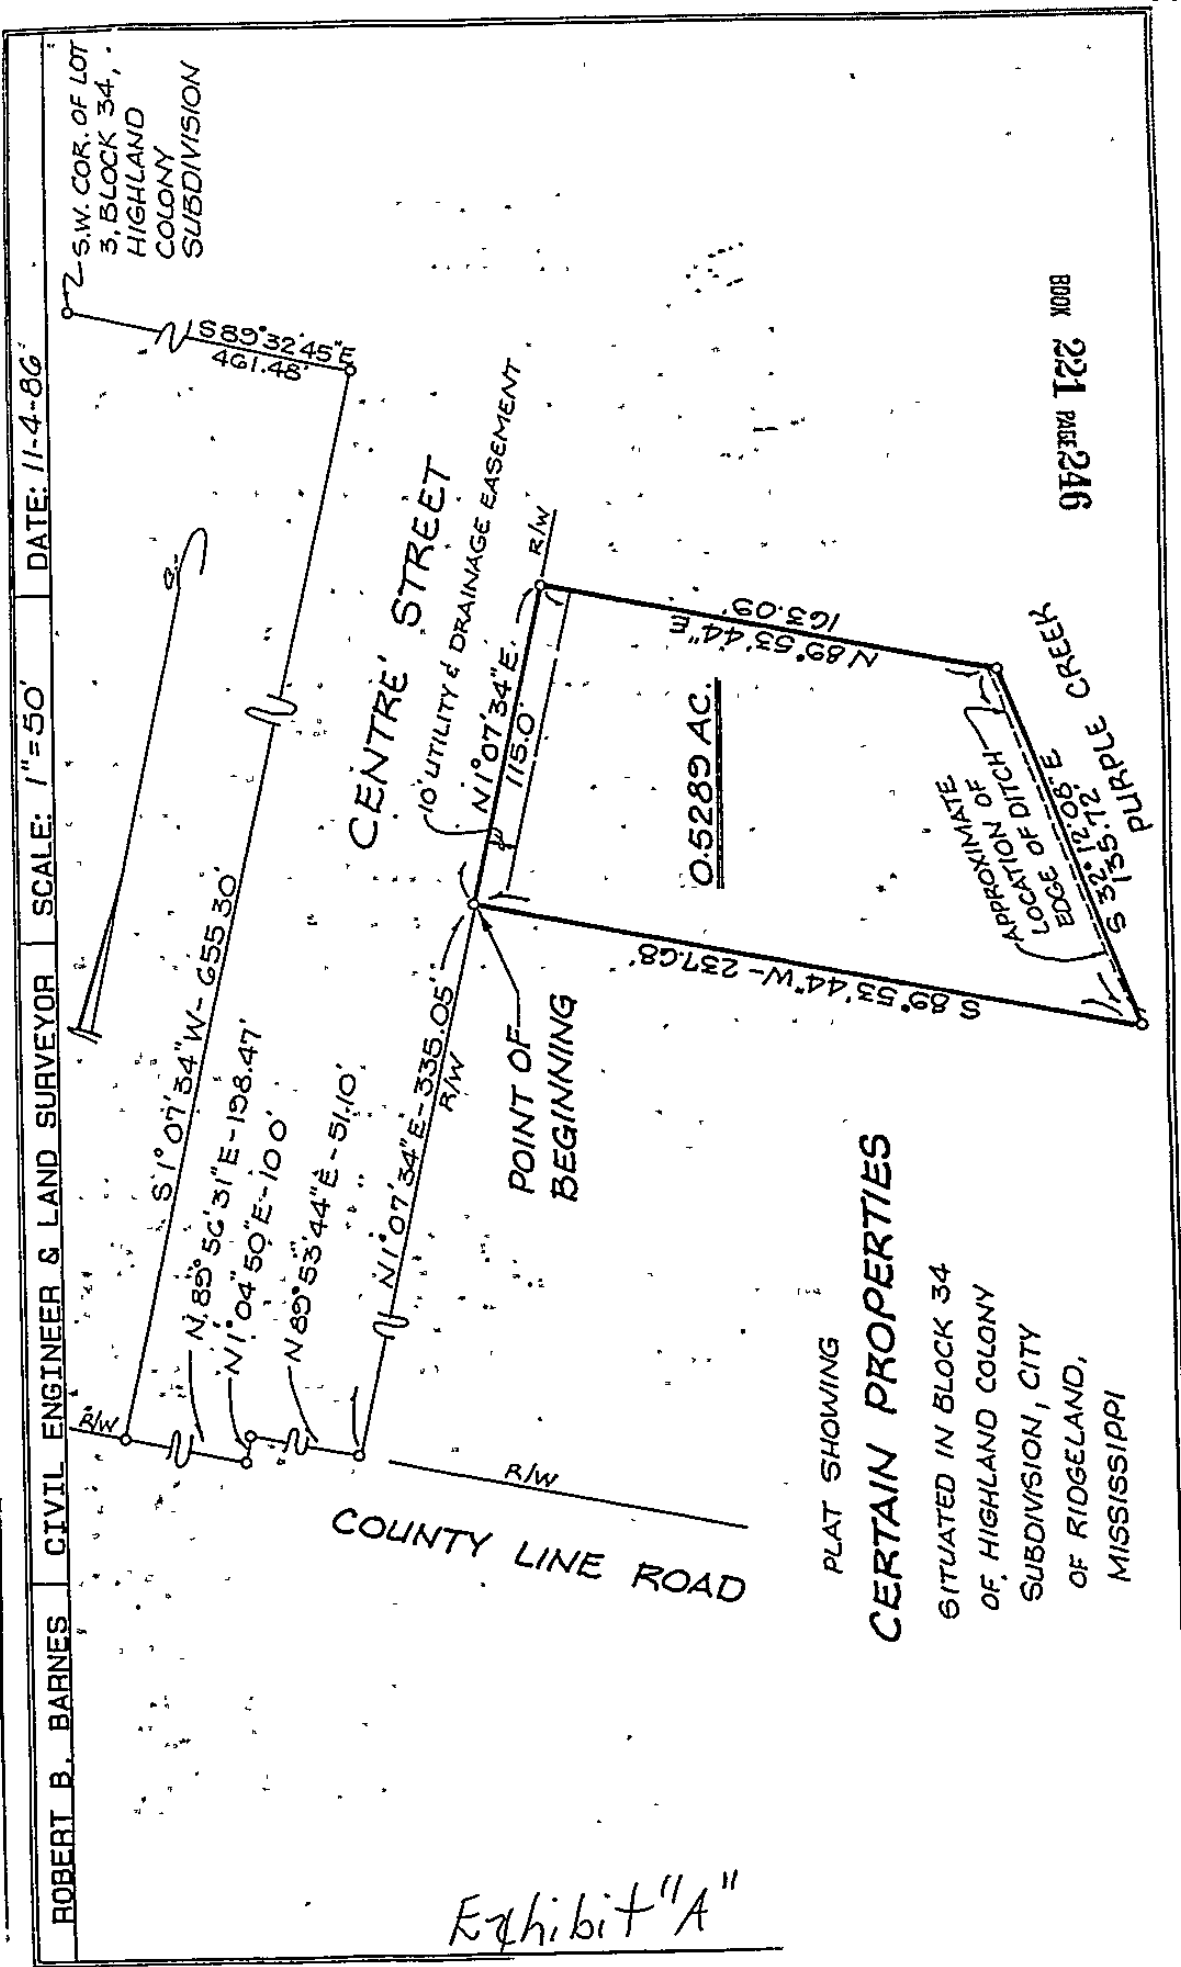 ROBERT B. BARNES | CIVIL ENGINEER & LAND SURVEYOR | SCALE: 1"=50' | DATE: 11-4-86
S.W. COR. OF LOT
3, BLOCK 34,
HIGHLAND
COLONY
SUBDIVISION
S89°32'45"E
461.48'
S 1°07'34"W-655.30'
R/W
N 89°56'31"E-198.47'
N1°04'50"E-10.0'
N89°53'44"E-51.10'
CENTRE' STREET
10' UTILITY & DRAINAGE EASEMENT
N1°07'34"E-335.05'
R/W
N1°07'34"E
115.0'
R/W
POINT OF
BEGINNING
R/W
COUNTY LINE ROAD
0.5289 AC.
N 89°53'44"E
163.09'
S 89°53'44"W-237.68'
APPROXIMATE
LOCATION OF
EDGE OF DITCH
S 32°12'08"E
135.72'
PURPLE CREEK
PLAT SHOWING
CERTAIN PROPERTIES
SITUATED IN BLOCK 34
OF, HIGHLAND COLONY
SUBDIVISION, CITY
OF RIDGELAND,
MISSISSIPPI
BOOK 221 PAGE 246
Exhibit "A"